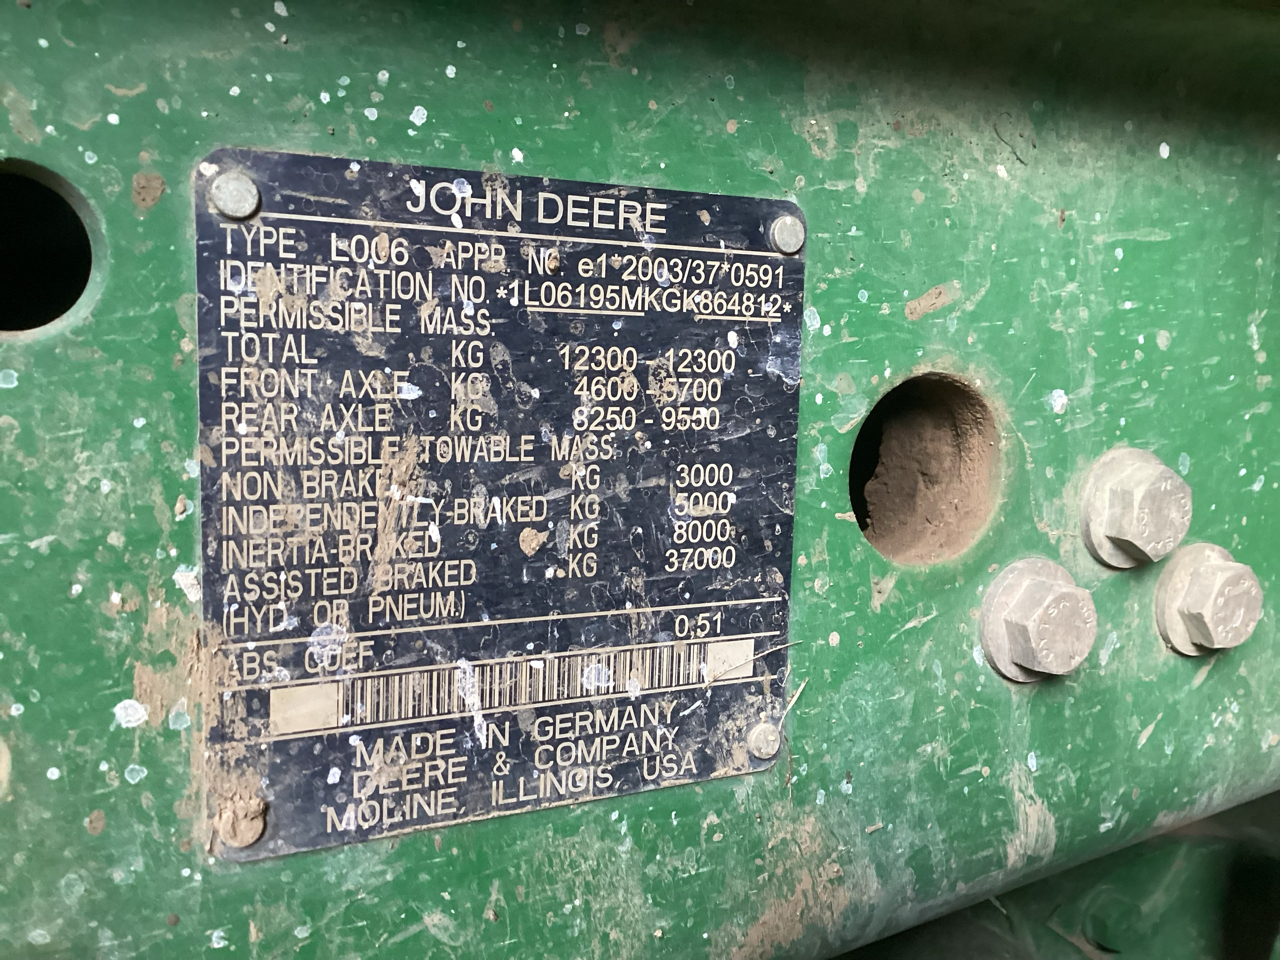 JOHN DEERE
TYPE L006 APPR. NO. e1*2003/37*0591
IDENTIFICATION NO. *1L06195MKGK864812*
PERMISSIBLE MASS:
TOTAL KG 12300 - 12300
FRONT AXLE KG 4600 - 5700
REAR AXLE KG 8250 - 9550
PERMISSIBLE TOWABLE MASS:
NON BRAKED KG 3000
INDEPENDENTLY-BRAKED KG 5000
INERTIA-BRAKED KG 8000
ASSISTED BRAKED KG 37000
(HYD. OR PNEUM.)
ABS. COEF. 0,51
MADE IN GERMANY
DEERE & COMPANY
MOLINE, ILLINOIS, USA